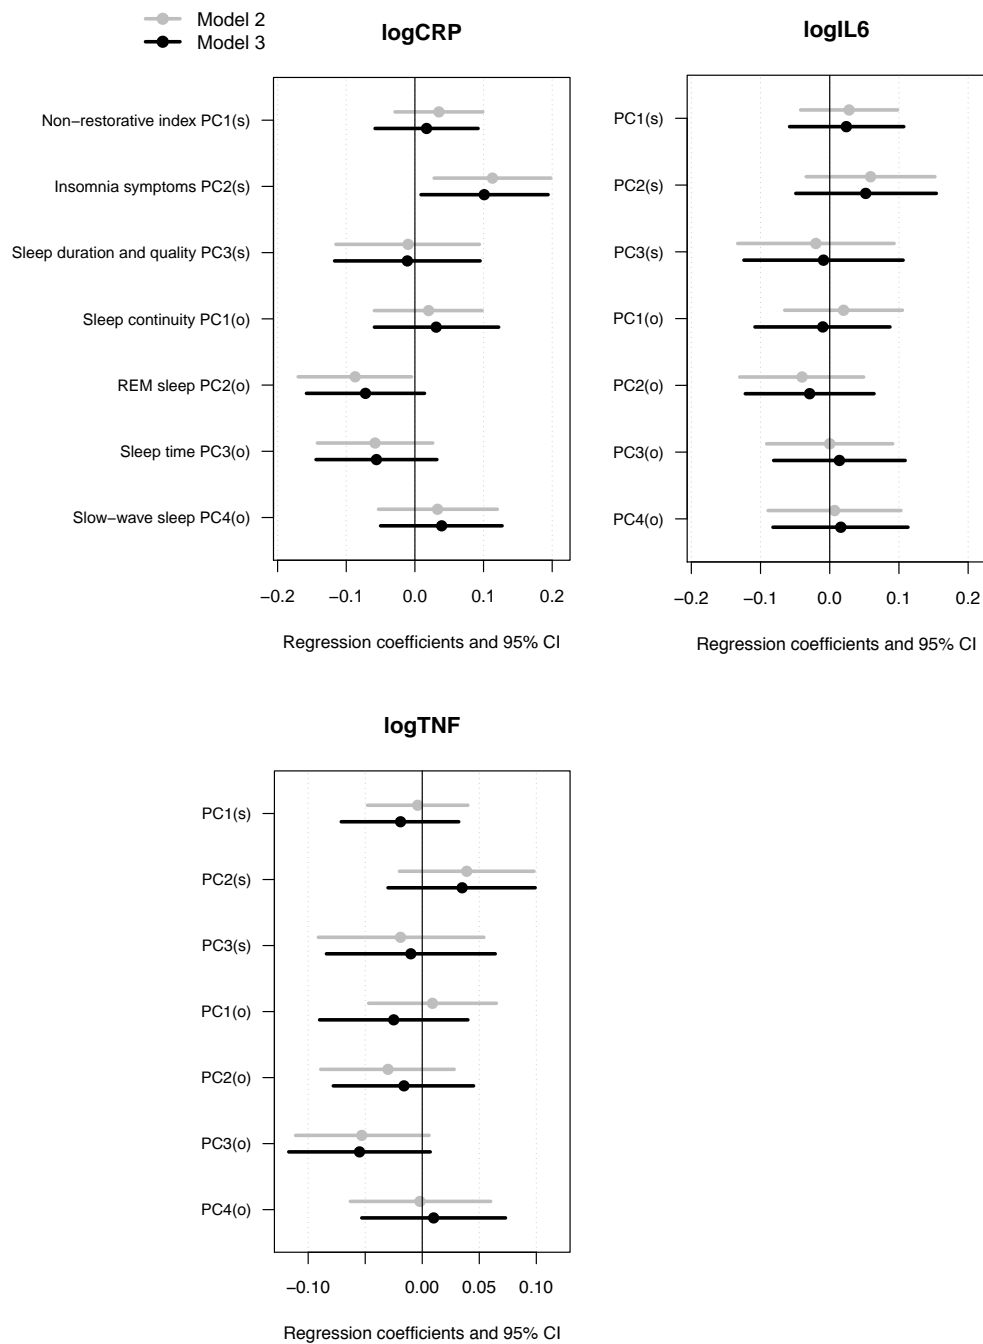 Model 2
Model 3
logCRP
Non−restorative index PC1(s)
Insomnia symptoms PC2(s)
Sleep duration and quality PC3(s)
Sleep continuity PC1(o)
REM sleep PC2(o)
Sleep time PC3(o)
Slow−wave sleep PC4(o)
−0.2 −0.1 0.0 0.1 0.2
Regression coefficients and 95% CI
logIL6
PC1(s)
PC2(s)
PC3(s)
PC1(o)
PC2(o)
PC3(o)
PC4(o)
−0.2 −0.1 0.0 0.1 0.2
Regression coefficients and 95% CI
logTNF
PC1(s)
PC2(s)
PC3(s)
PC1(o)
PC2(o)
PC3(o)
PC4(o)
−0.10 0.00 0.05 0.10
Regression coefficients and 95% CI